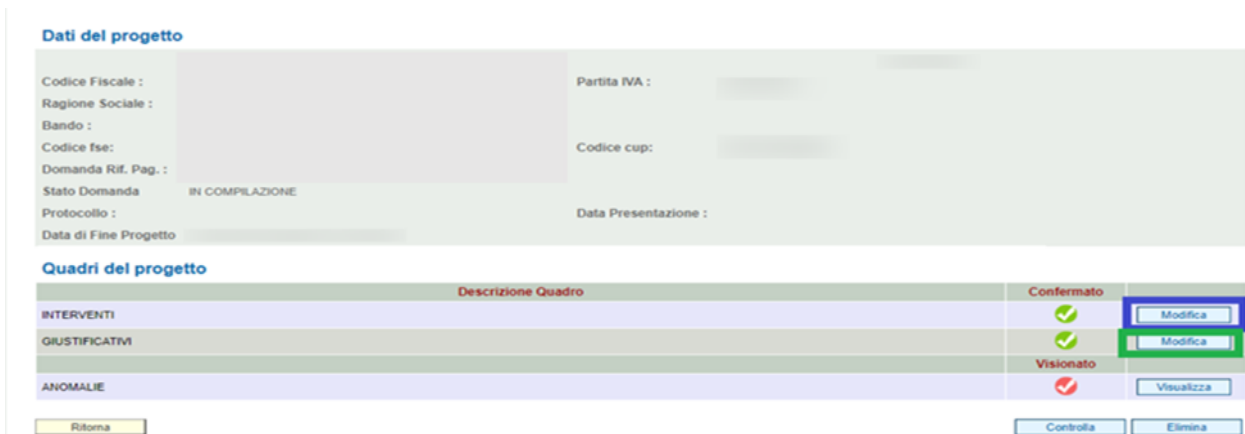 Dati del progetto
Codice Fiscale : Partita IVA :
Ragione Sociale :
Bando :
Codice fse: Codice cup:
Domanda Rif. Pag. :
Stato Domanda IN COMPILAZIONE
Protocollo : Data Presentazione :
Data di Fine Progetto
Quadri del progetto
Descrizione Quadro Confermato
INTERVENTI Modifica
GIUSTIFICATIVI Modifica
Visionato
ANOMALIE Visualizza
Ritorna Controlla Elimina